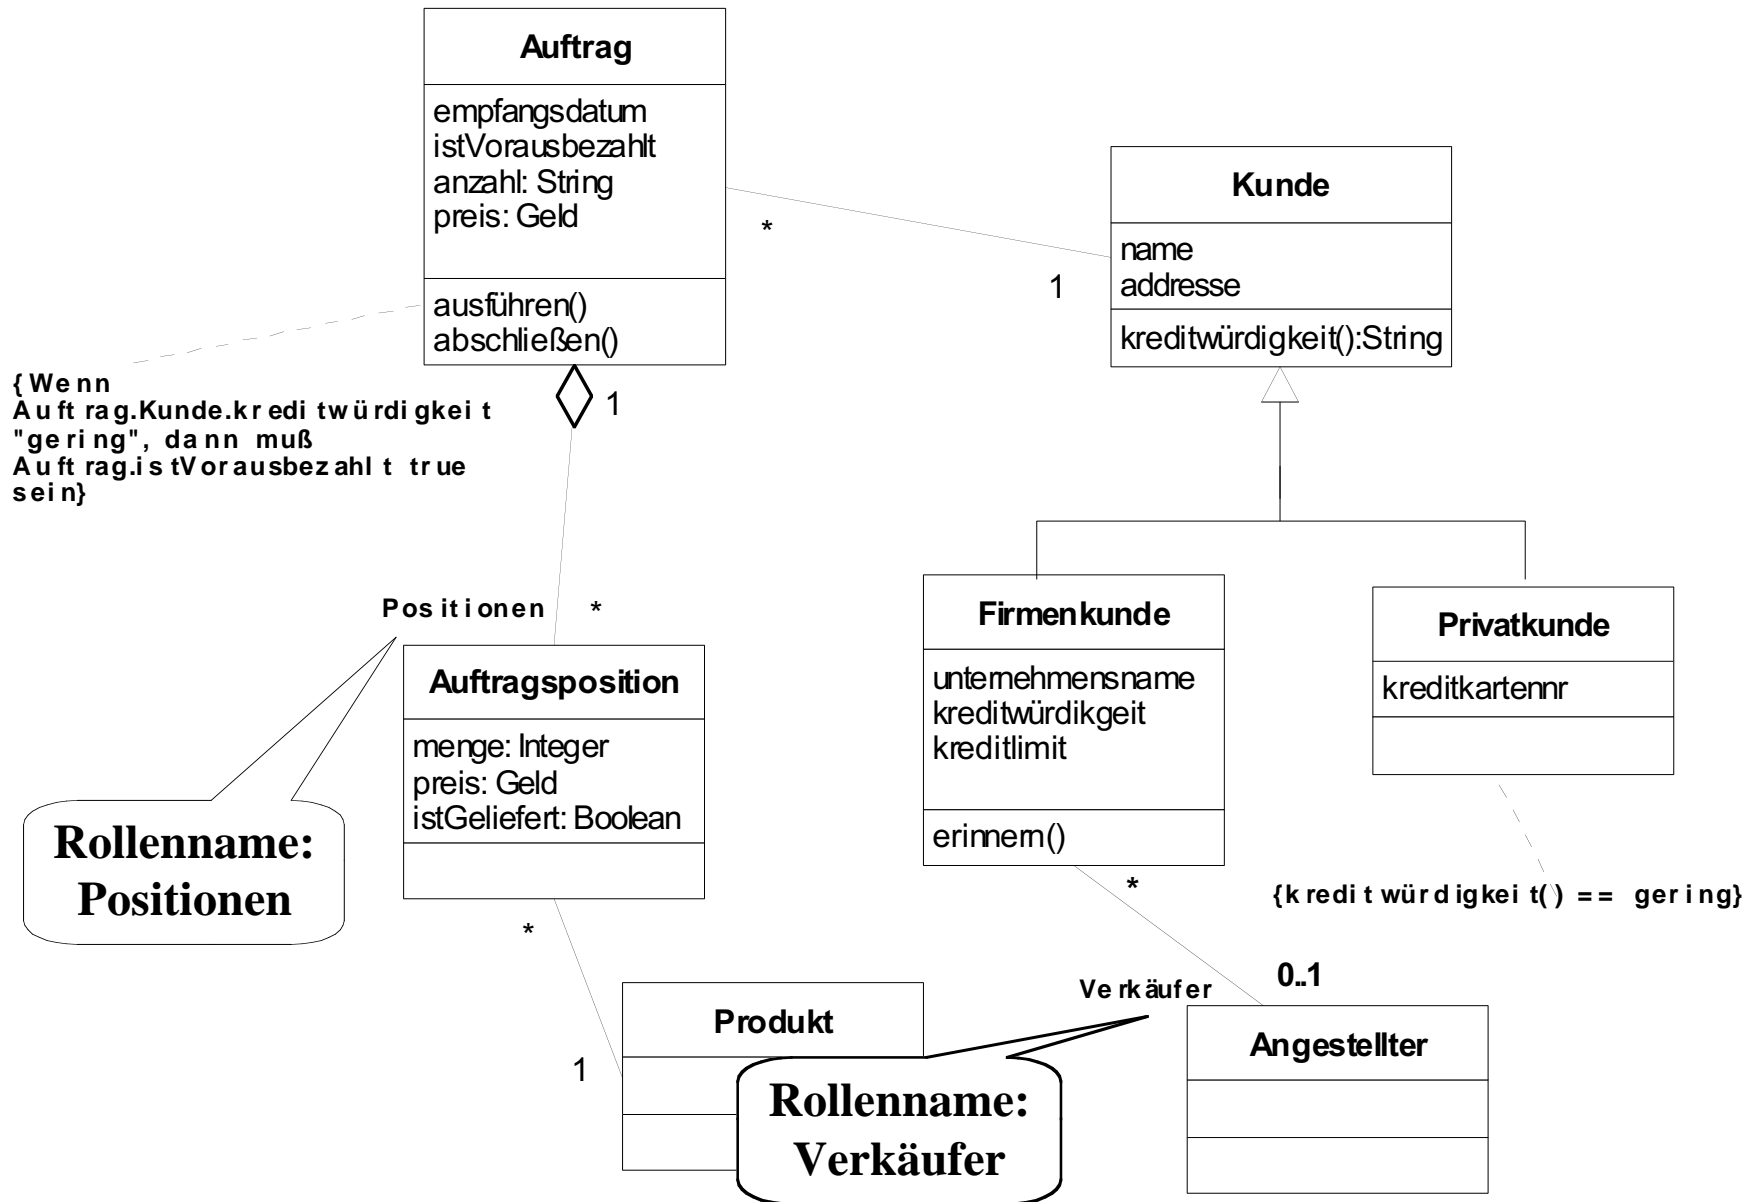 Auftrag
empfangsdatum
istVorausbezahlt
anzahl: String
preis: Geld
ausführen()
abschließen()
*
1
Kunde
name
addresse
kreditwürdigkeit():String
{Wenn
Auftrag.Kunde.kreditwürdigkeit
"gering", dann muß
Auftrag.istVorausbezahlt true
sein}
1
Positionen *
Auftragsposition
menge: Integer
preis: Geld
istGeliefert: Boolean
Rollenname:
Positionen
Firmenkunde
unternehmensname
kreditwürdikgeit
kreditlimit
erinnern()
Privatkunde
kreditkartennr
{kreditwürdigkeit() == gering}
*
0..1
Verkäufer
Angestellter
*
1
Produkt
Rollenname:
Verkäufer